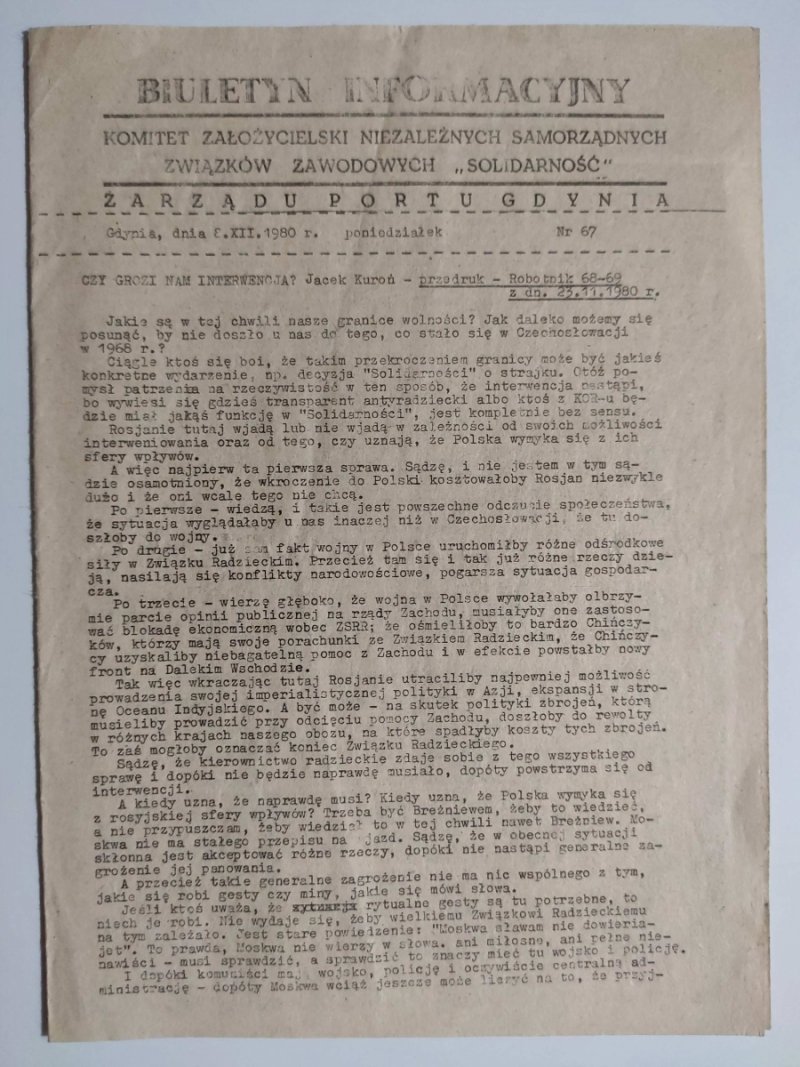 BIULETYN INFORMACYJNY
KOMITET ZAŁOŻYCIELSKI NIEZALEŻNYCH SAMORZĄDNYCH
ZWIĄZKÓW ZAWODOWYCH „SOLIDARNOŚĆ"
ZARZĄDU PORTU GDYNIA
Gdynia, dnia 8.XII.1980 r. poniedziałek Nr 67
CZY GROZI NAM INTERWENCJA? Jacek Kuroń - przedruk - Robotnik 68-69
z dn. 23.11.1980 r.
Jakie są w tej chwili nasze granice wolności? Jak daleko możemy się
posunąć, by nie doszło u nas do tego, co stało się w Czechosłowacji
w 1968 r.?
Ciągle ktoś się boi, że takim przekroczeniem granicy może być jakieś
konkretne wydarzenie, np. decyzja "Solidarności" o strajku. Otóż po-
mysł patrzenia na rzeczywistość w ten sposób, że interwencja nastąpi,
bo wywiesi się gdzieś transparent antyradziecki albo ktoś z KOR-u bę-
dzie miał jakąś funkcję w "Solidarności", jest kompletnie bez sensu.
Rosjanie tutaj wjadą lub nie wjadą w zależności od swoich możliwości
interweniowania oraz od tego, czy uznają, że Polska wymyka się z ich
sfery wpływów.
A więc najpierw ta pierwsza sprawa. Sądzę, i nie jestem w tym są-
dzie osamotniony, że wkroczenie do Polski kosztowałoby Rosjan niezwykle
dużo i że oni wcale tego nie chcą.
Po pierwsze - wiedzą, i takie jest powszechne odczucie społeczeństwa,
że sytuacja wyglądałaby u nas inaczej niż w Czechosłowacji, że tu do-
szłoby do wojny.
Po drugie - już sam fakt wojny w Polsce uruchomiłby różne odśrodkowe
siły w Związku Radzieckim. Przecież tam się i tak już różne rzeczy dzie-
ją, nasilają się konflikty narodowościowe, pogarsza sytuacja gospodar-
cza.
Po trzecie - wierzę głęboko, że wojna w Polsce wywołałaby olbrzy-
mie parcie opinii publicznej na rządy Zachodu, musiałyby one zastoso-
wać blokadę ekonomiczną wobec ZSRR; że ośmieliłoby to bardzo Chińczy-
ków, którzy mają swoje porachunki ze Związkiem Radzieckim, że Chińczy-
cy uzyskaliby niebagatelną pomoc z Zachodu i w efekcie powstałby nowy
front na Dalekim Wschodzie.
Tak więc wkraczając tutaj Rosjanie utraciliby najpewniej możliwość
prowadzenia swojej imperialistycznej polityki w Azji, ekspansji w stro-
nę Oceanu Indyjskiego. A być może - na skutek polityki zbrojeń, którą
musieliby prowadzić przy odcięciu pomocy Zachodu, doszłoby do rewolty
w różnych krajach naszego obozu, na które spadłyby koszty tych zbrojeń.
To zaś mogłoby oznaczać koniec Związku Radzieckiego.
Sądzę, że kierownictwo radzieckie zdaje sobie z tego wszystkiego
sprawę i dopóki nie będzie naprawdę musiało, dopóty powstrzyma się od
interwencji.
A kiedy uzna, że naprawdę musi? Kiedy uzna, że Polska wymyka się
z rosyjskiej sfery wpływów? Trzeba być Breżniewem, żeby to wiedzieć,
a nie przypuszczam, żeby wiedział to w tej chwili nawet Breżniew. Mo-
skwa nie ma stałego przepisu na jazd. Sądzę, że w obecnej sytuacji
skłonna jest akceptować różne rzeczy, dopóki nie nastąpi generalne za-
grożenie jej panowania.
A przecież takie generalne zagrożenie nie ma nic wspólnego z tym,
jakie się robi gesty czy miny, jakie się mówi słowa.
Jeśli ktoś uważa, że rytualne gesty są tu potrzebne, to
niech je robi. Nie wydaje się, żeby wielkiemu Związkowi Radzieckiemu
na tym zależało. Jest stare powiedzenie: "Moskwa sławam nie dowieria-
jet". To prawda, Moskwa nie wierzy w słowa. ani miłosne, ani pełne nie-
nawiści - musi sprawdzić, a sprawdzić to znaczy mieć tu wojsko i policję.
I dopóki komuniści mają wojsko, policję i oczywiście centralną ad-
ministrację - dopóty Moskwa wciąż jeszcze może liczyć na to, że przyj-